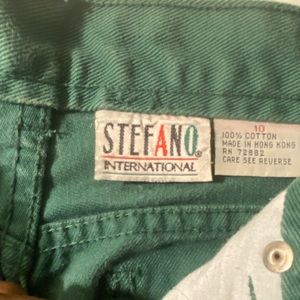 STEFANO®
INTERNATIONAL
10
100% COTTON
MADE IN HONG KONG
RN 72882
CARE SEE REVERSE